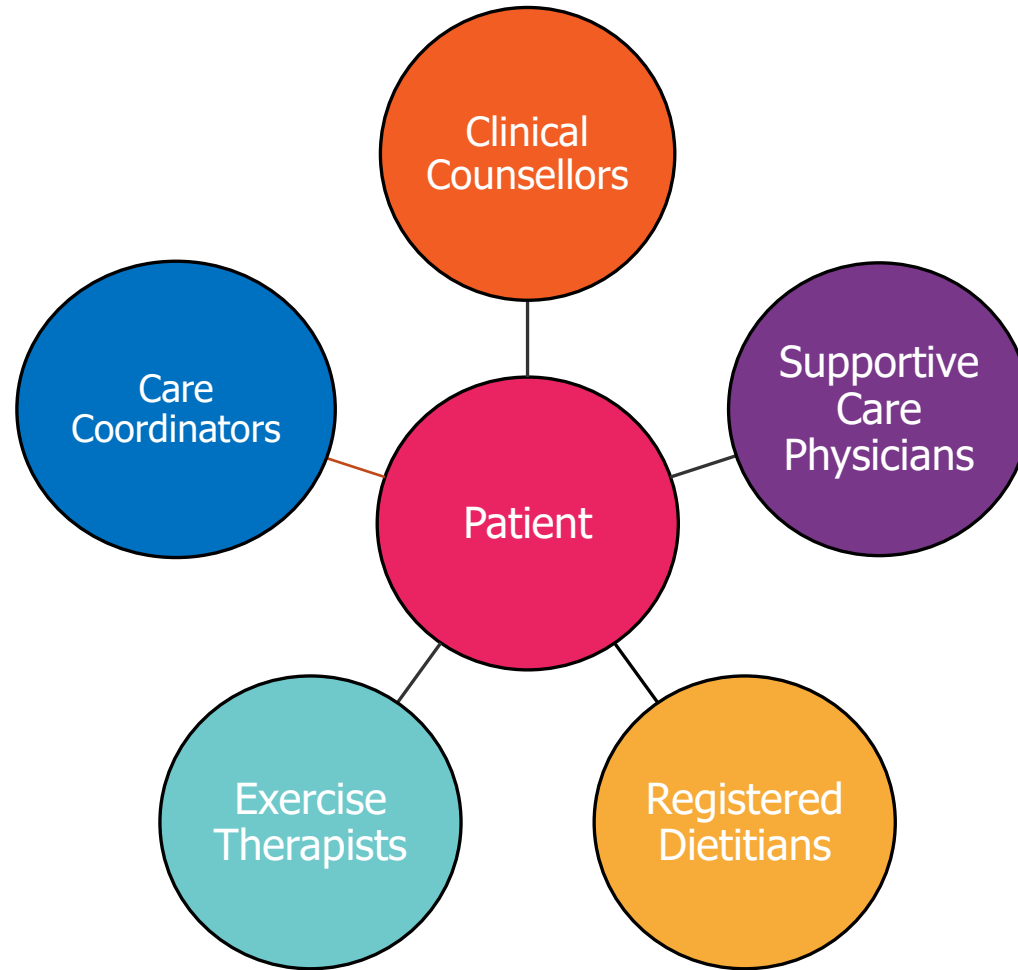 Clinical
Counsellors
Supportive
Care
Physicians
Care
Coordinators
Patient
Exercise
Therapists
Registered
Dietitians